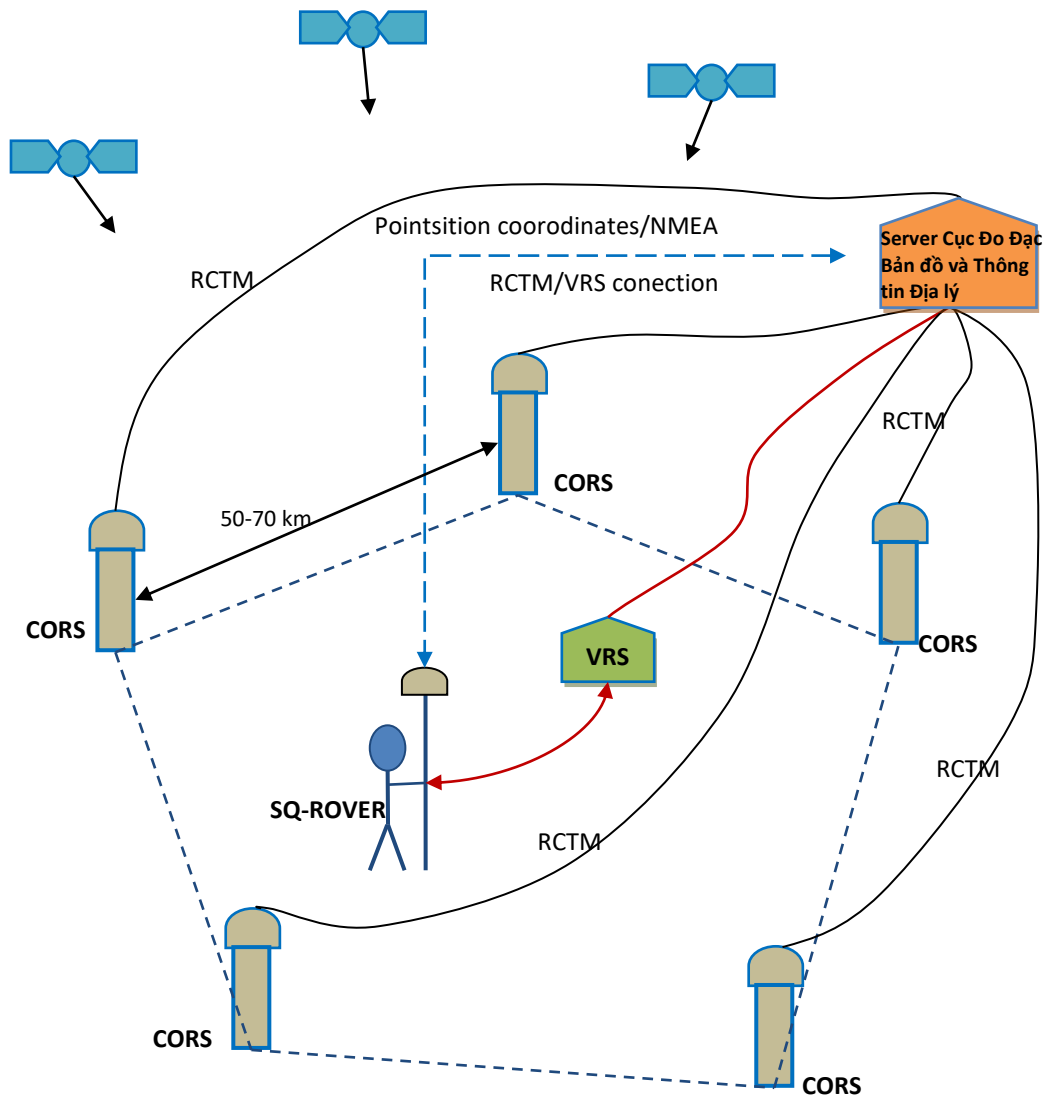 Pointsition coorodinates/NMEA
Server Cục Đo Đạc
Bản đồ và Thông
tin Địa lý
RCTM
RCTM/VRS conection
RCTM
CORS
50-70 km
CORS
CORS
VRS
RCTM
SQ-ROVER
RCTM
CORS
CORS